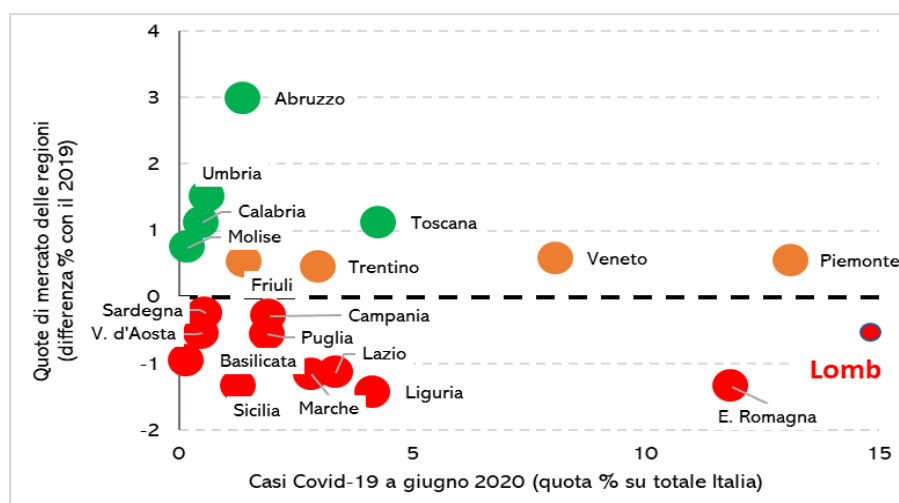 Quote di mercato delle regioni
(differenza % con il 2019)
4
3
2
1
0
-1
-2
Abruzzo
Umbria
Calabria
Molise
Toscana
Trentino
Veneto
Piemonte
Friuli
Sardegna
Campania
V. d'Aosta
Puglia
Basilicata
Lazio
Lomb
Sicilia
Marche
Liguria
E. Romagna
0
5
10
15
Casi Covid-19 a giugno 2020 (quota % su totale Italia)